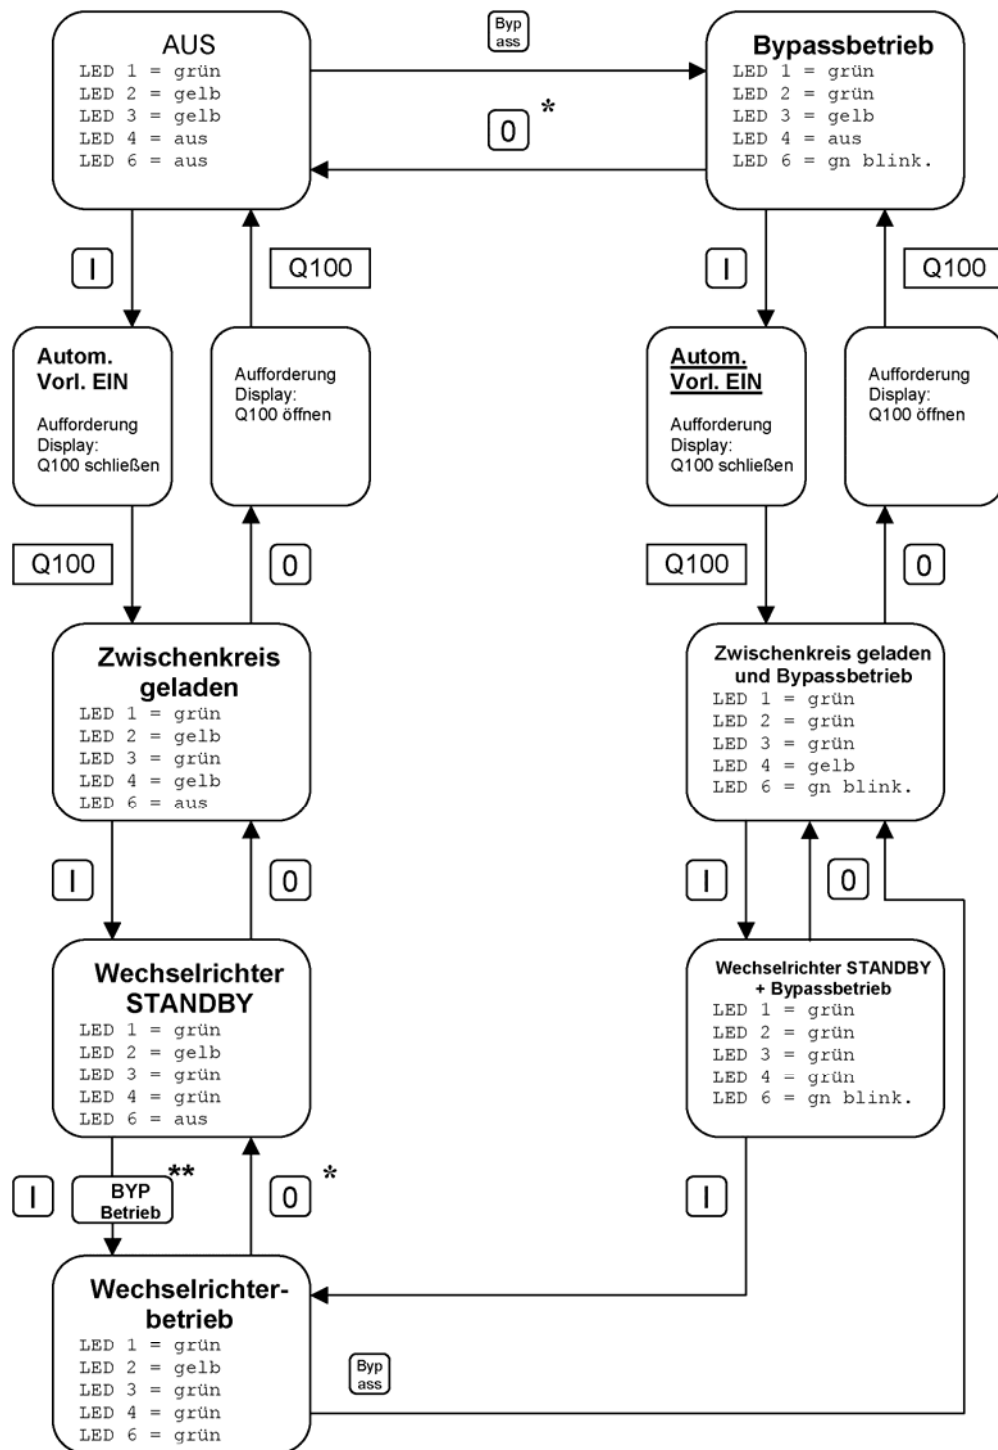 AUS
LED 1 = grün
LED 2 = gelb
LED 3 = gelb
LED 4 = aus
LED 6 = aus
Byp
ass
0 *
Bypassbetrieb
LED 1 = grün
LED 2 = grün
LED 3 = gelb
LED 4 = aus
LED 6 = gn blink.
I
Q100
I
Q100
Autom.
Vorl. EIN
Aufforderung
Display:
Q100 schließen
Aufforderung
Display:
Q100 öffnen
Autom.
Vorl. EIN
Aufforderung
Display:
Q100 schließen
Aufforderung
Display:
Q100 öffnen
Q100
0
Q100
0
Zwischenkreis
geladen
LED 1 = grün
LED 2 = gelb
LED 3 = grün
LED 4 = gelb
LED 6 = aus
Zwischenkreis geladen
und Bypassbetrieb
LED 1 = grün
LED 2 = grün
LED 3 = grün
LED 4 = gelb
LED 6 = gn blink.
I
0
I
0
Wechselrichter
STANDBY
LED 1 = grün
LED 2 = gelb
LED 3 = grün
LED 4 = grün
LED 6 = aus
Wechselrichter STANDBY
+ Bypassbetrieb
LED 1 = grün
LED 2 = grün
LED 3 = grün
LED 4 = grün
LED 6 = gn blink.
I
BYP
Betrieb
**
0 *
I
Wechselrichter-
betrieb
LED 1 = grün
LED 2 = gelb
LED 3 = grün
LED 4 = grün
LED 6 = grün
Byp
ass